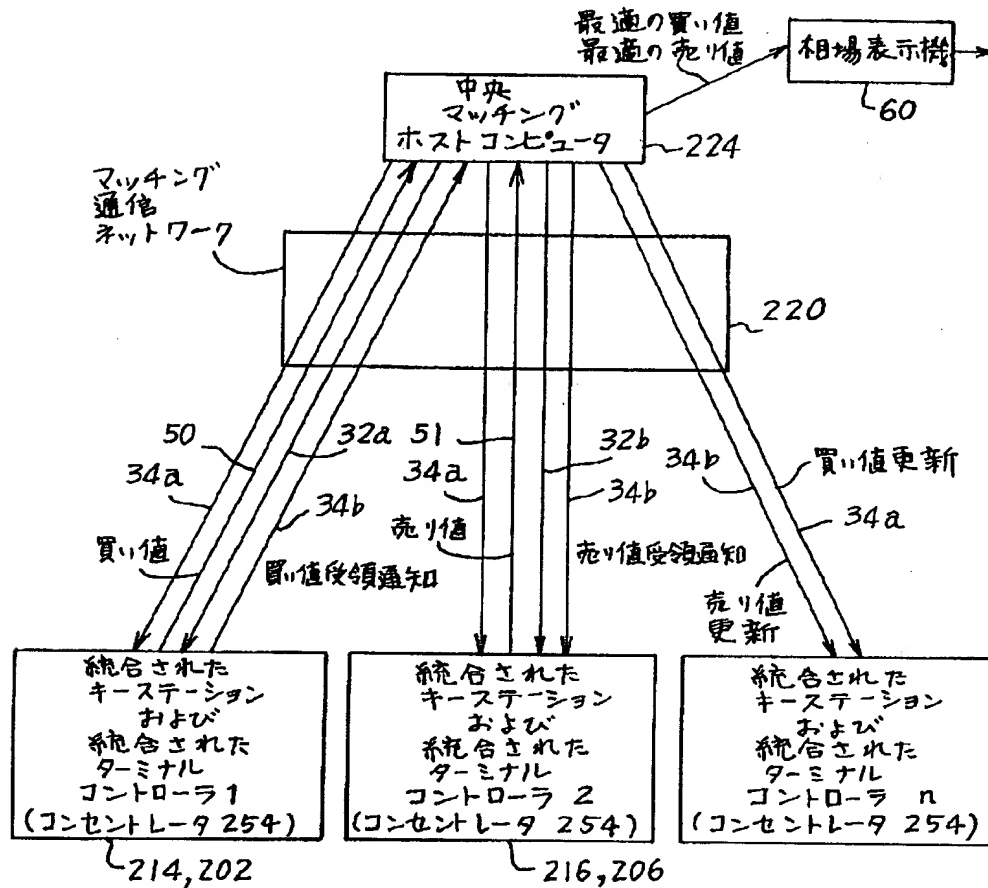 最適の買い値
最適の売り値
相場表示機
60
中央
マッチング
ホストコンピュータ
224
マッチング
通信
ネットワーク
220
50
34a
32a
34b
買い値
買い値受領通知
51
34a
32b
34b
売り値
売り値受領通知
34b
買い値更新
34a
売り値
更新
統合された
キーステーション
および
統合された
ターミナル
コントローラ 1
(コンセントレータ 254)
214,202
統合された
キーステーション
および
統合された
ターミナル
コントローラ 2
(コンセントレータ 254)
216,206
統合された
キーステーション
および
統合された
ターミナル
コントローラ n
(コンセントレータ 254)